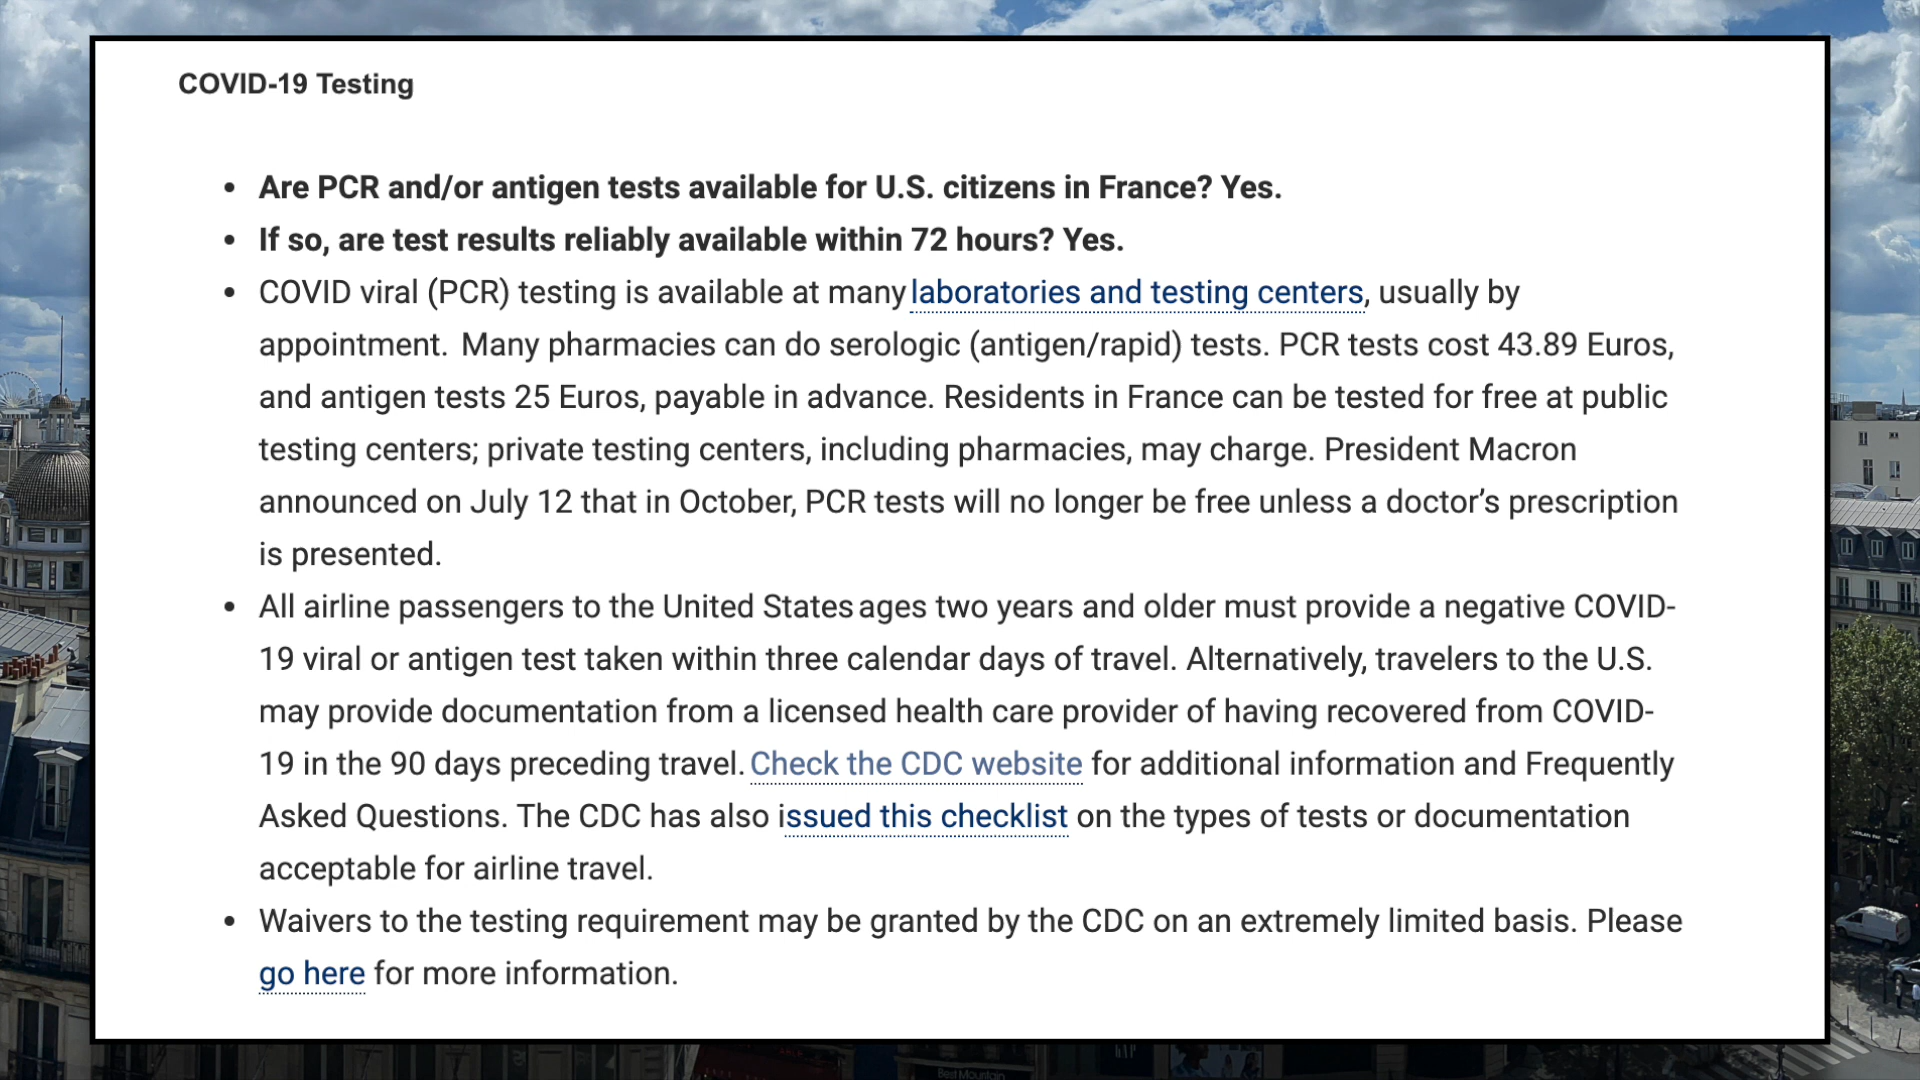 COVID-19 Testing
• Are PCR and/or antigen tests available for U.S. citizens in France? Yes.
• If so, are test results reliably available within 72 hours? Yes.
• COVID viral (PCR) testing is available at many laboratories and testing centers, usually by
appointment. Many pharmacies can do serologic (antigen/rapid) tests. PCR tests cost 43.89 Euros,
and antigen tests 25 Euros, payable in advance. Residents in France can be tested for free at public
testing centers; private testing centers, including pharmacies, may charge. President Macron
announced on July 12 that in October, PCR tests will no longer be free unless a doctor’s prescription
is presented.
• All airline passengers to the United States ages two years and older must provide a negative COVID-
19 viral or antigen test taken within three calendar days of travel. Alternatively, travelers to the U.S.
may provide documentation from a licensed health care provider of having recovered from COVID-
19 in the 90 days preceding travel. Check the CDC website for additional information and Frequently
Asked Questions. The CDC has also issued this checklist on the types of tests or documentation
acceptable for airline travel.
• Waivers to the testing requirement may be granted by the CDC on an extremely limited basis. Please
go here for more information.
GAP
Best Mountain